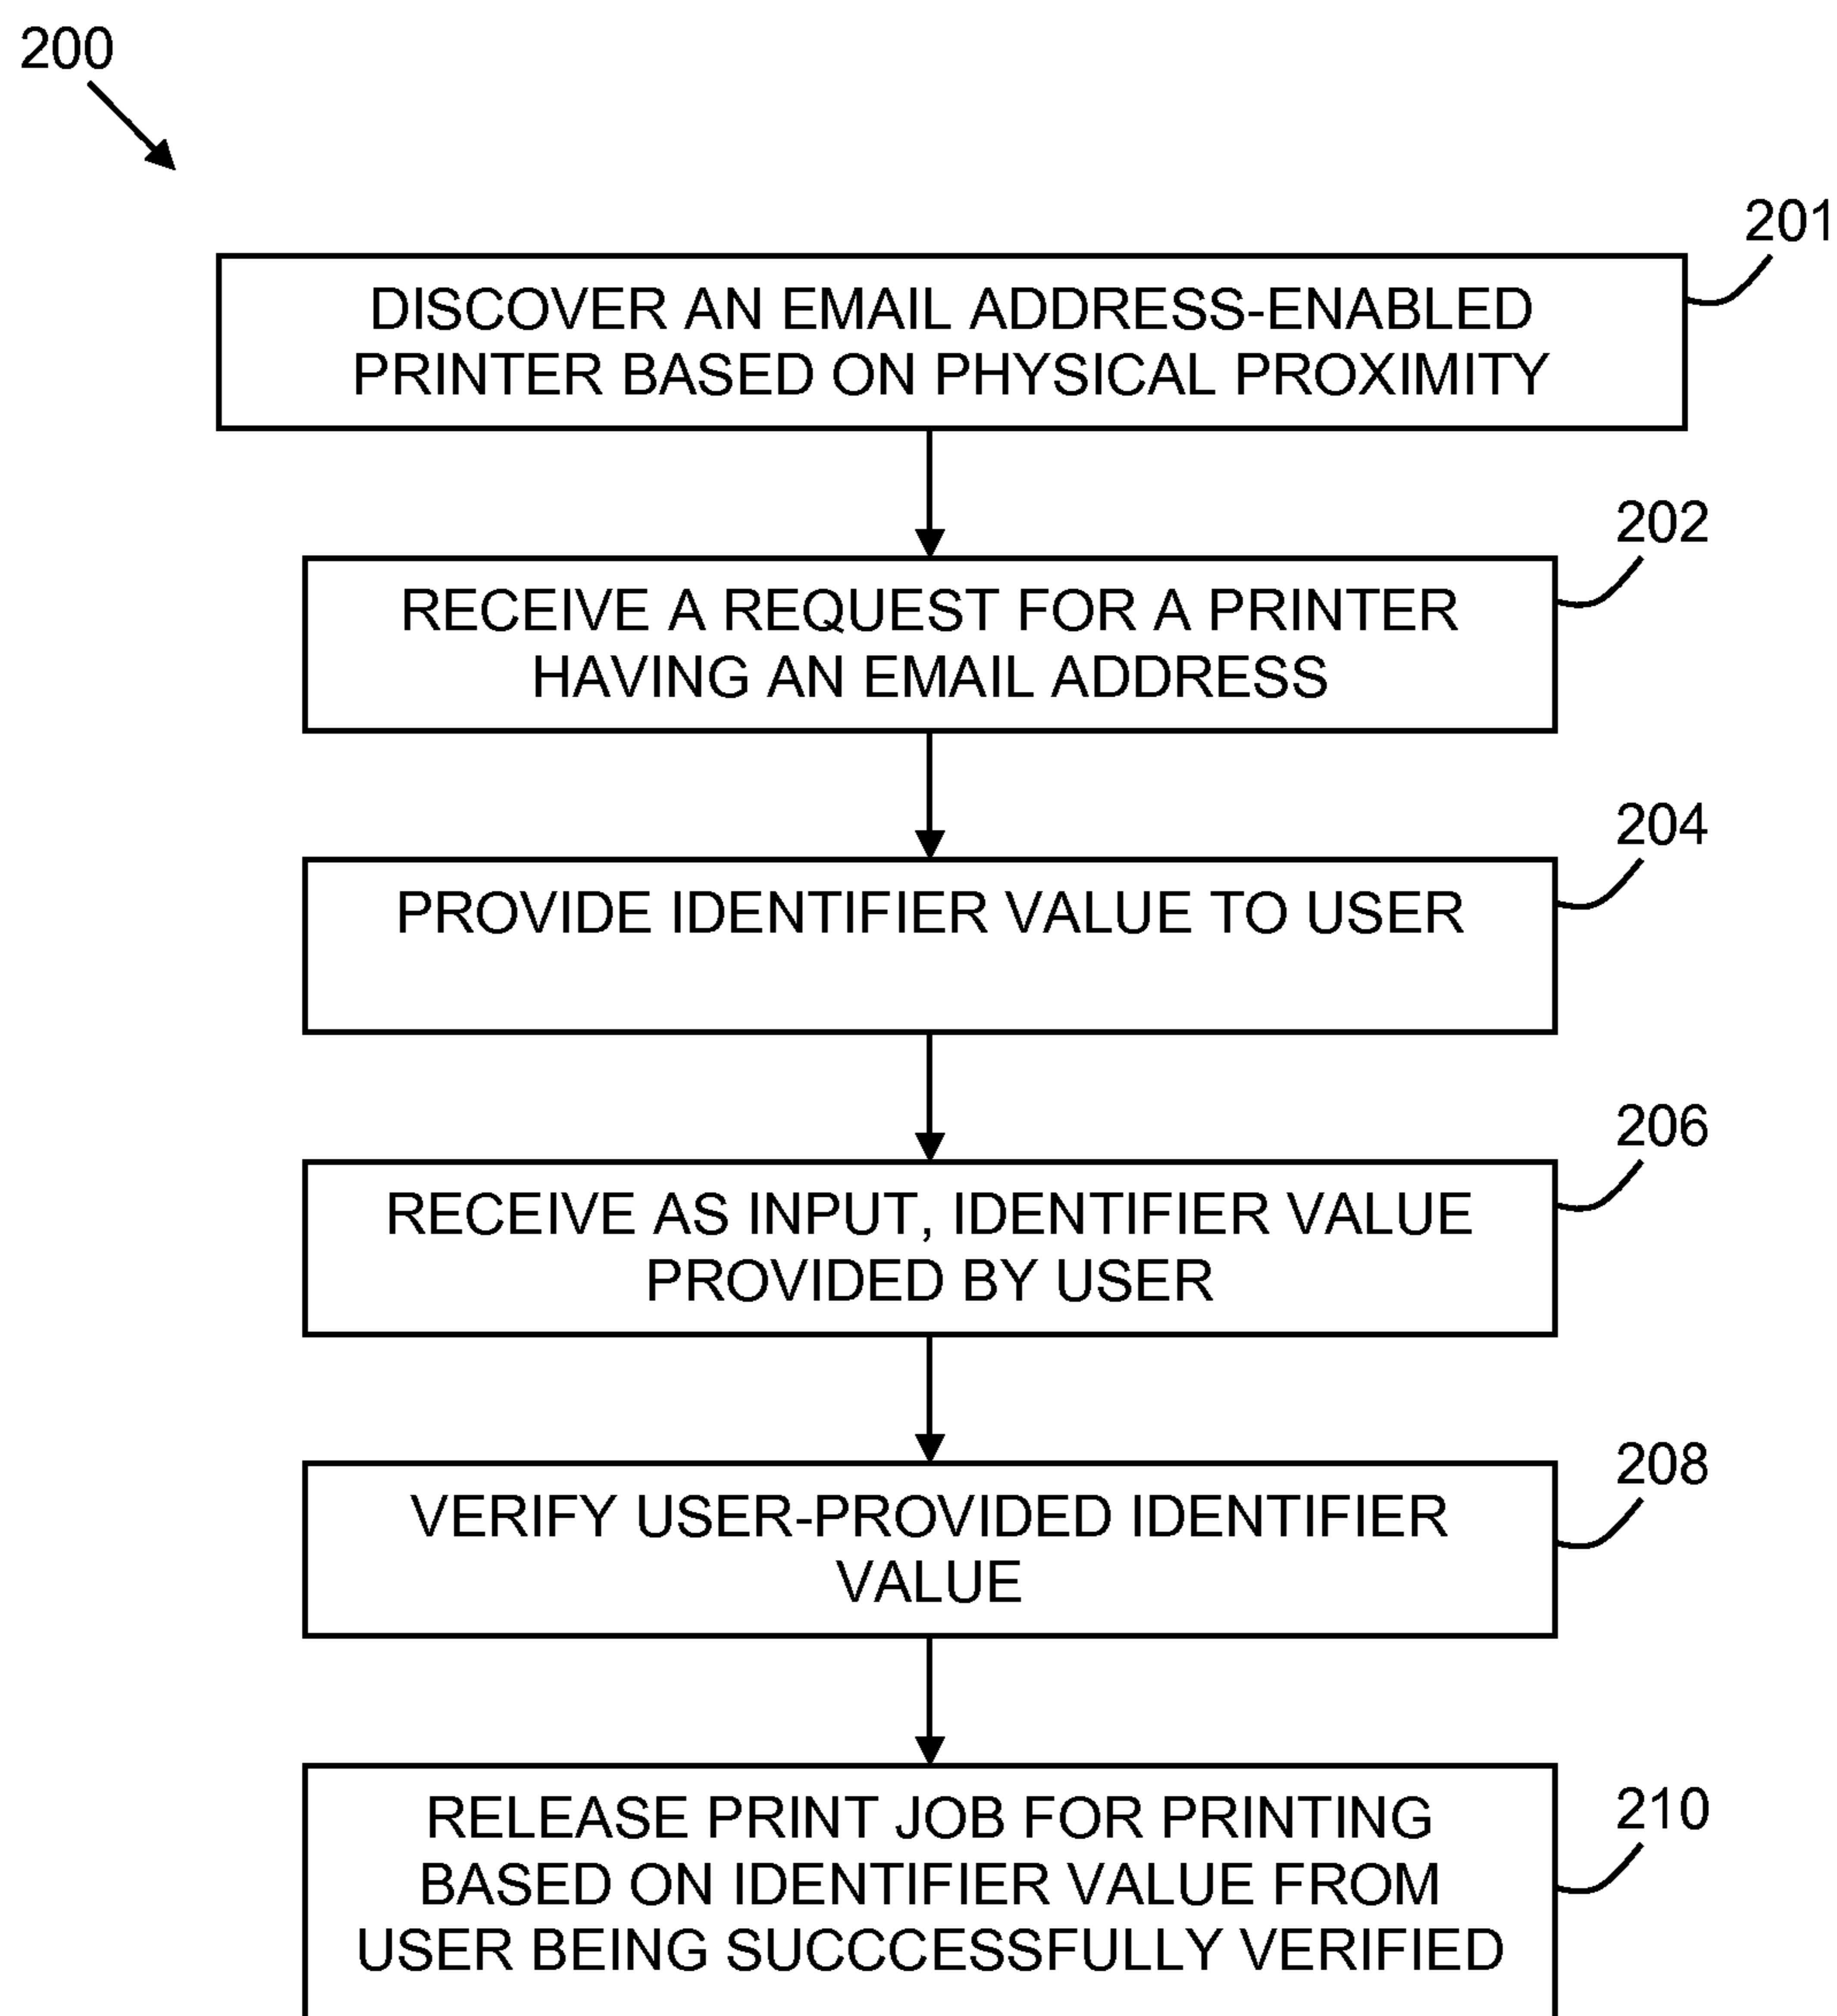 200
201
DISCOVER AN EMAIL ADDRESS-ENABLED
PRINTER BASED ON PHYSICAL PROXIMITY
202
RECEIVE A REQUEST FOR A PRINTER
HAVING AN EMAIL ADDRESS
204
PROVIDE IDENTIFIER VALUE TO USER
206
RECEIVE AS INPUT, IDENTIFIER VALUE
PROVIDED BY USER
208
VERIFY USER-PROVIDED IDENTIFIER
VALUE
210
RELEASE PRINT JOB FOR PRINTING
BASED ON IDENTIFIER VALUE FROM
USER BEING SUCCCESSFULLY VERIFIED